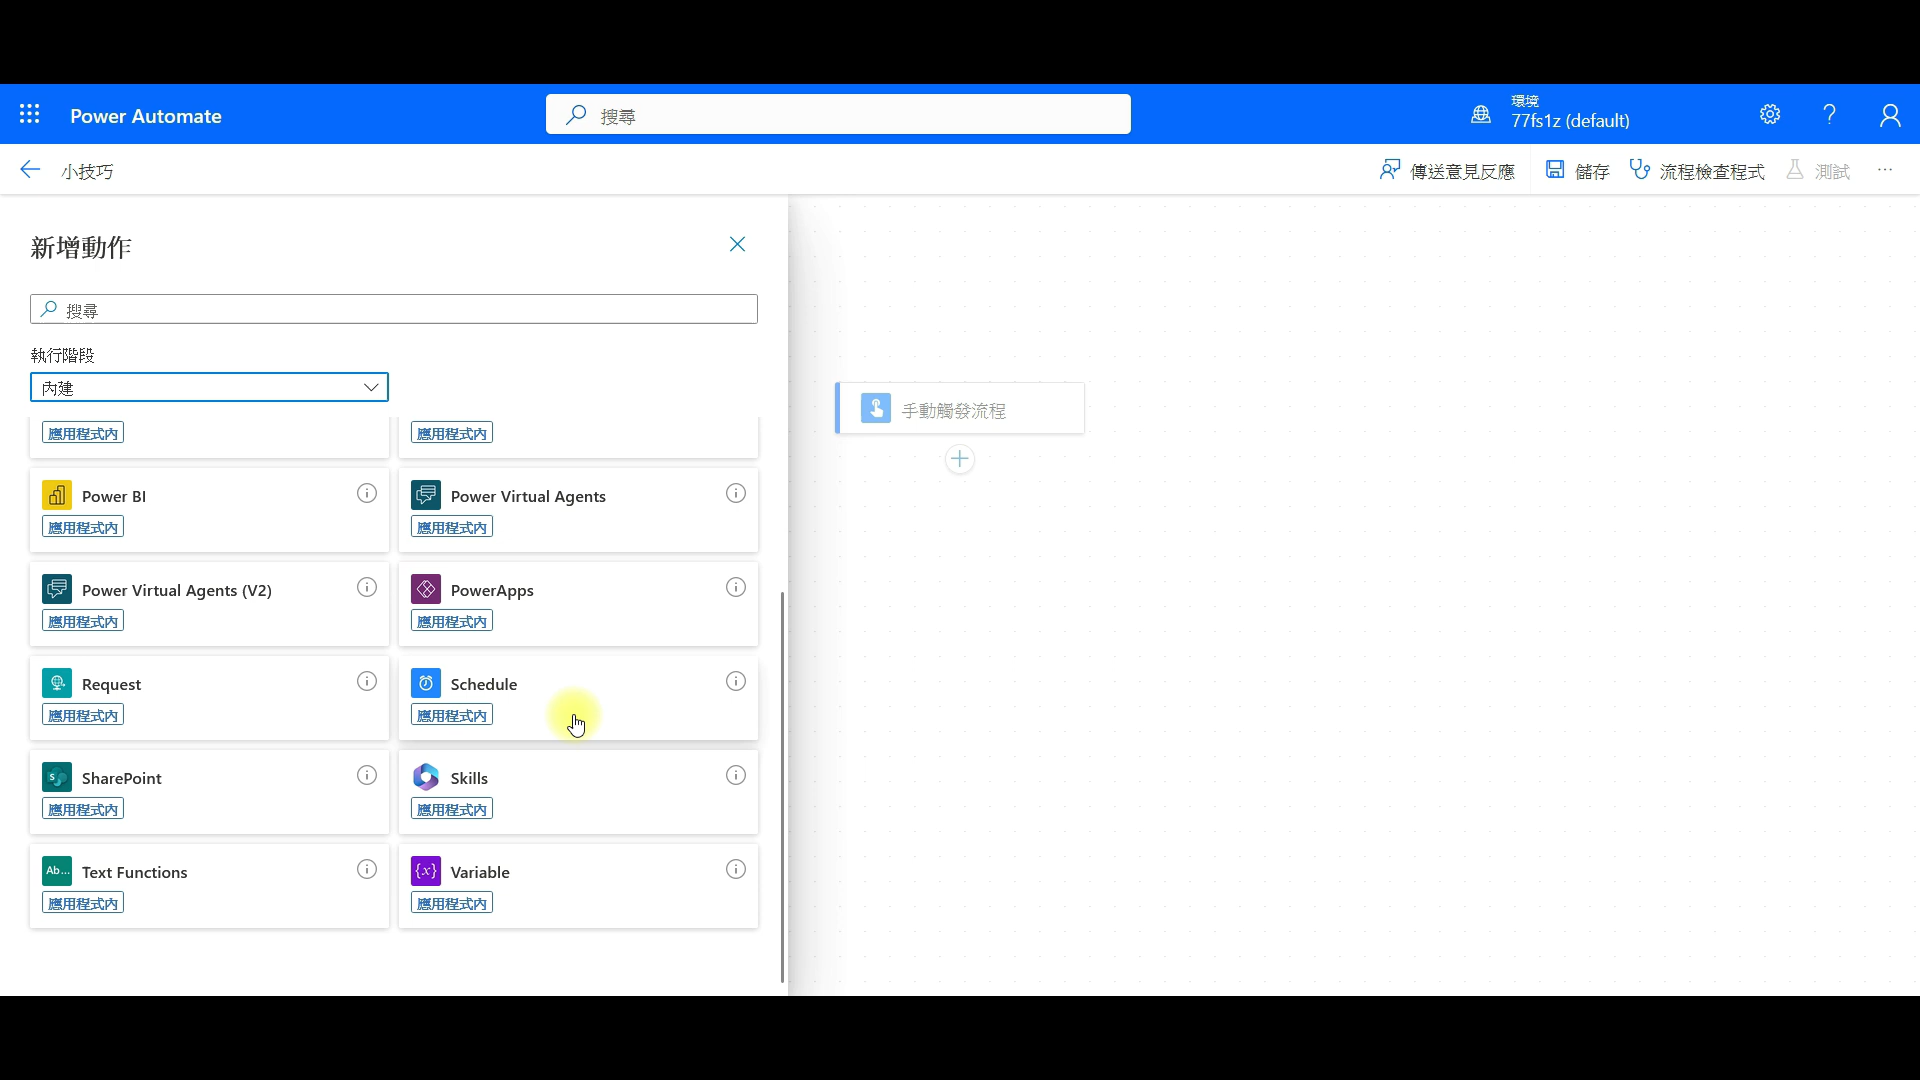 Power Automate
搜尋
環境
77fs1z (default)
小技巧
傳送意見反應
儲存
流程檢查程式
測試
新增動作
搜尋
執行階段
內建
應用程式內
應用程式內
手動觸發流程
Power BI
應用程式內
Power Virtual Agents
應用程式內
Power Virtual Agents (V2)
應用程式內
PowerApps
應用程式內
Request
應用程式內
Schedule
應用程式內
SharePoint
應用程式內
Skills
應用程式內
Ab...
Text Functions
應用程式內
{x}
Variable
應用程式內